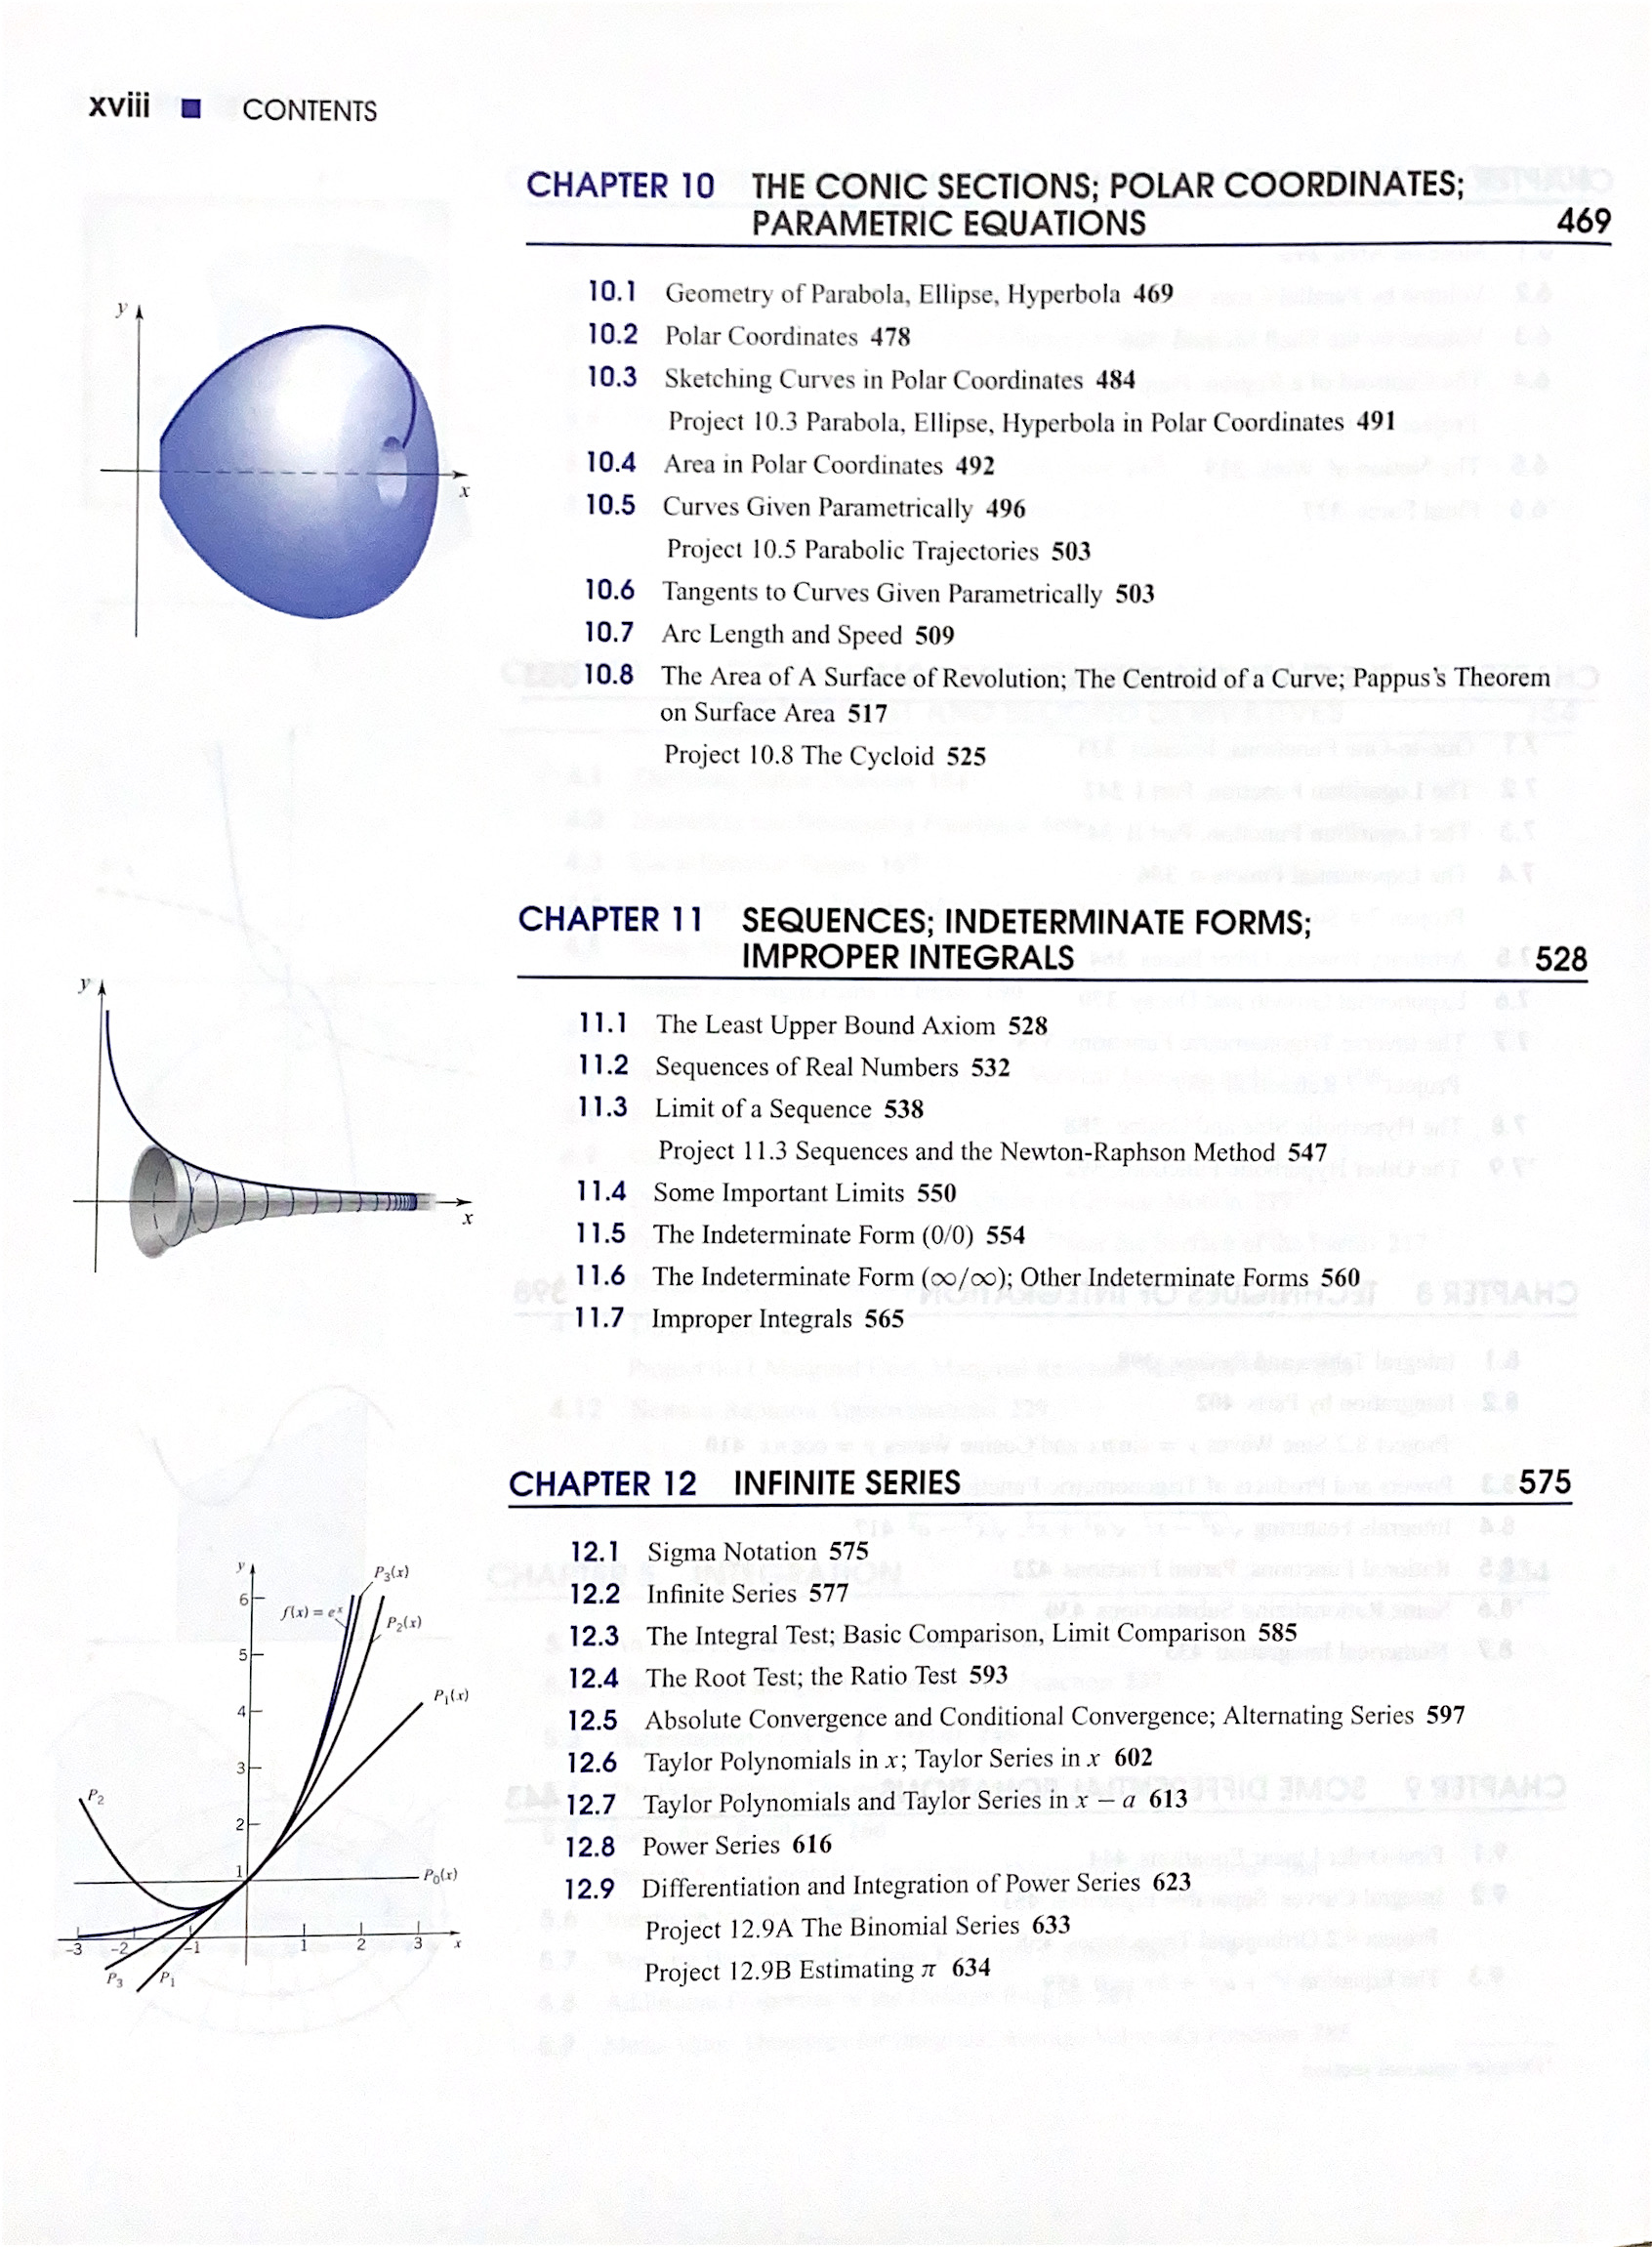 xviii ■ CONTENTS
CHAPTER 10 THE CONIC SECTIONS; POLAR COORDINATES;
PARAMETRIC EQUATIONS 469
10.1 Geometry of Parabola, Ellipse, Hyperbola 469
10.2 Polar Coordinates 478
10.3 Sketching Curves in Polar Coordinates 484
Project 10.3 Parabola, Ellipse, Hyperbola in Polar Coordinates 491
10.4 Area in Polar Coordinates 492
10.5 Curves Given Parametrically 496
Project 10.5 Parabolic Trajectories 503
10.6 Tangents to Curves Given Parametrically 503
10.7 Arc Length and Speed 509
10.8 The Area of A Surface of Revolution; The Centroid of a Curve; Pappus's Theorem
on Surface Area 517
Project 10.8 The Cycloid 525
y
x
CHAPTER 11 SEQUENCES; INDETERMINATE FORMS;
IMPROPER INTEGRALS 528
11.1 The Least Upper Bound Axiom 528
11.2 Sequences of Real Numbers 532
11.3 Limit of a Sequence 538
Project 11.3 Sequences and the Newton-Raphson Method 547
11.4 Some Important Limits 550
11.5 The Indeterminate Form (0/0) 554
11.6 The Indeterminate Form (∞/∞); Other Indeterminate Forms 560
11.7 Improper Integrals 565
y
x
CHAPTER 12 INFINITE SERIES 575
12.1 Sigma Notation 575
12.2 Infinite Series 577
12.3 The Integral Test; Basic Comparison, Limit Comparison 585
12.4 The Root Test; the Ratio Test 593
12.5 Absolute Convergence and Conditional Convergence; Alternating Series 597
12.6 Taylor Polynomials in x; Taylor Series in x 602
12.7 Taylor Polynomials and Taylor Series in x − a 613
12.8 Power Series 616
12.9 Differentiation and Integration of Power Series 623
Project 12.9A The Binomial Series 633
Project 12.9B Estimating π 634
y
P₃(x)
6
f(x) = eˣ
P₂(x)
5
P₁(x)
4
3
P₂
2
1
P₀(x)
-3 -2 -1 1 2 3 x
P₃ P₁